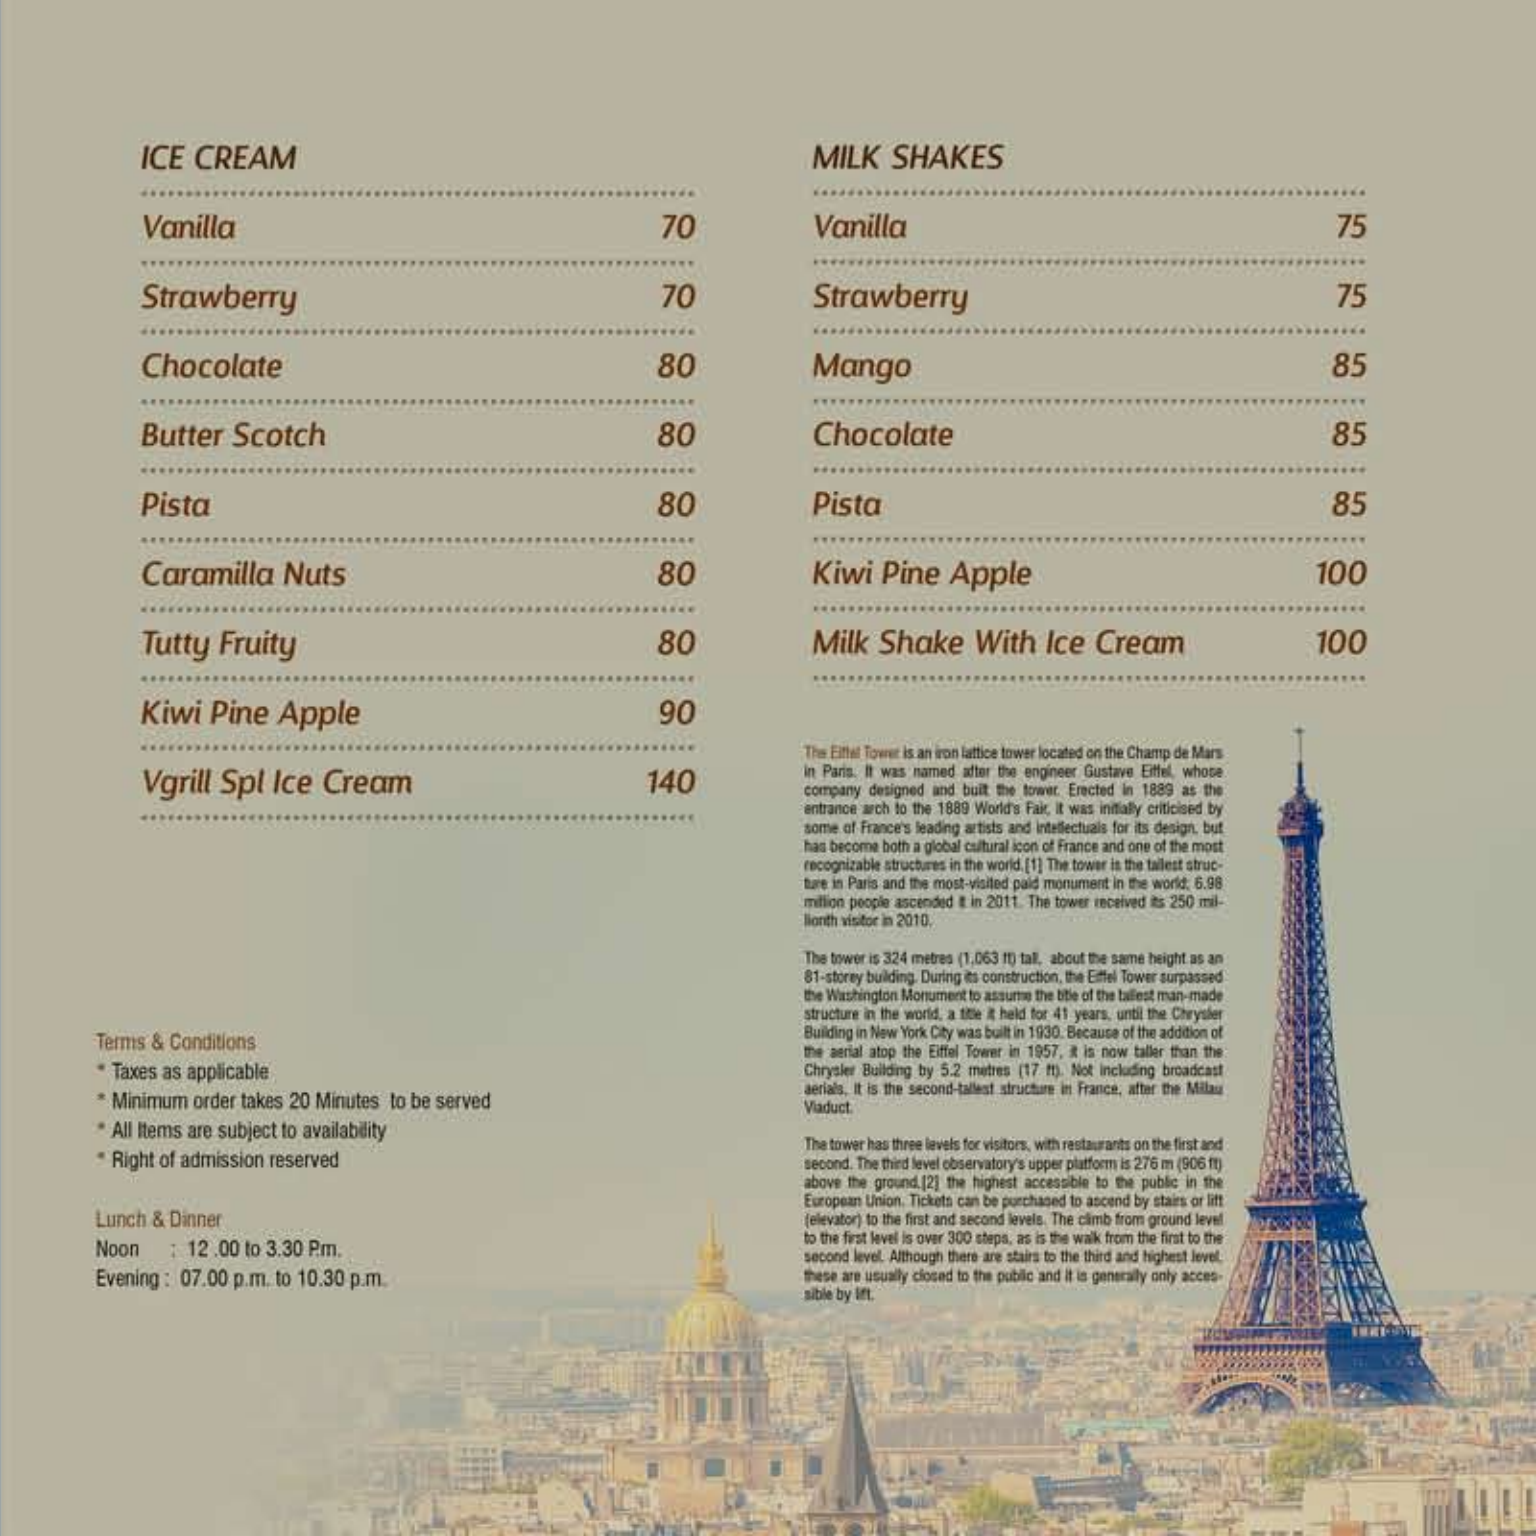 ICE CREAM
Vanilla 70
Strawberry 70
Chocolate 80
Butter Scotch 80
Pista 80
Caramilla Nuts 80
Tutty Fruity 80
Kiwi Pine Apple 90
Vgrill Spl Ice Cream 140
MILK SHAKES
Vanilla 75
Strawberry 75
Mango 85
Chocolate 85
Pista 85
Kiwi Pine Apple 100
Milk Shake With Ice Cream 100
The Eiffel Tower is an iron lattice tower located on the Champ de Mars
in Paris. It was named after the engineer Gustave Eiffel, whose
company designed and built the tower. Erected in 1889 as the
entrance arch to the 1889 World's Fair, it was initially criticised by
some of France's leading artists and intellectuals for its design, but
has become both a global cultural icon of France and one of the most
recognizable structures in the world.[1] The tower is the tallest struc-
ture in Paris and the most-visited paid monument in the world; 6.98
million people ascended it in 2011. The tower received its 250 mil-
lionth visitor in 2010.
The tower is 324 metres (1,063 ft) tall, about the same height as an
81-storey building. During its construction, the Eiffel Tower surpassed
the Washington Monument to assume the title of the tallest man-made
structure in the world, a title it held for 41 years, until the Chrysler
Building in New York City was built in 1930. Because of the addition of
the aerial atop the Eiffel Tower in 1957, it is now taller than the
Chrysler Building by 5.2 metres (17 ft). Not including broadcast
aerials, it is the second-tallest structure in France, after the Millau
Viaduct.
The tower has three levels for visitors, with restaurants on the first and
second. The third level observatory's upper platform is 276 m (906 ft)
above the ground,[2] the highest accessible to the public in the
European Union. Tickets can be purchased to ascend by stairs or lift
(elevator) to the first and second levels. The climb from ground level
to the first level is over 300 steps, as is the walk from the first to the
second level. Although there are stairs to the third and highest level,
these are usually closed to the public and it is generally only acces-
sible by lift.
Terms & Conditions
* Taxes as applicable
* Minimum order takes 20 Minutes to be served
* All Items are subject to availability
* Right of admission reserved
Lunch & Dinner
Noon : 12 .00 to 3.30 P.m.
Evening : 07.00 p.m. to 10.30 p.m.